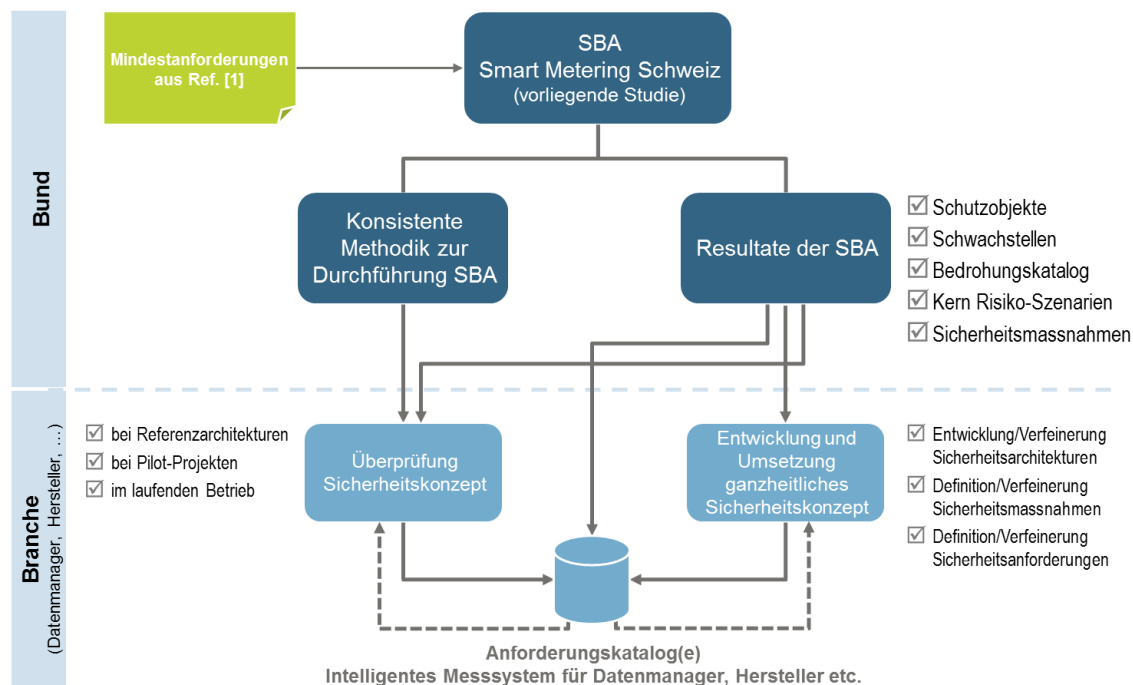 Mindestanforderungen
aus Ref. [1]
SBA
Smart Metering Schweiz
(vorliegende Studie)
Bund
Konsistente
Methodik zur
Durchführung SBA
Resultate der SBA
Schutzobjekte
Schwachstellen
Bedrohungskatalog
Kern Risiko-Szenarien
Sicherheitsmassnahmen
Branche
(Datenmanager, Hersteller, …)
bei Referenzarchitekturen
bei Pilot-Projekten
im laufenden Betrieb
Überprüfung
Sicherheitskonzept
Entwicklung und
Umsetzung
ganzheitliches
Sicherheitskonzept
Entwicklung/Verfeinerung
Sicherheitsarchitekturen
Definition/Verfeinerung
Sicherheitsmassnahmen
Definition/Verfeinerung
Sicherheitsanforderungen
Anforderungskatalog(e)
Intelligentes Messsystem für Datenmanager, Hersteller etc.